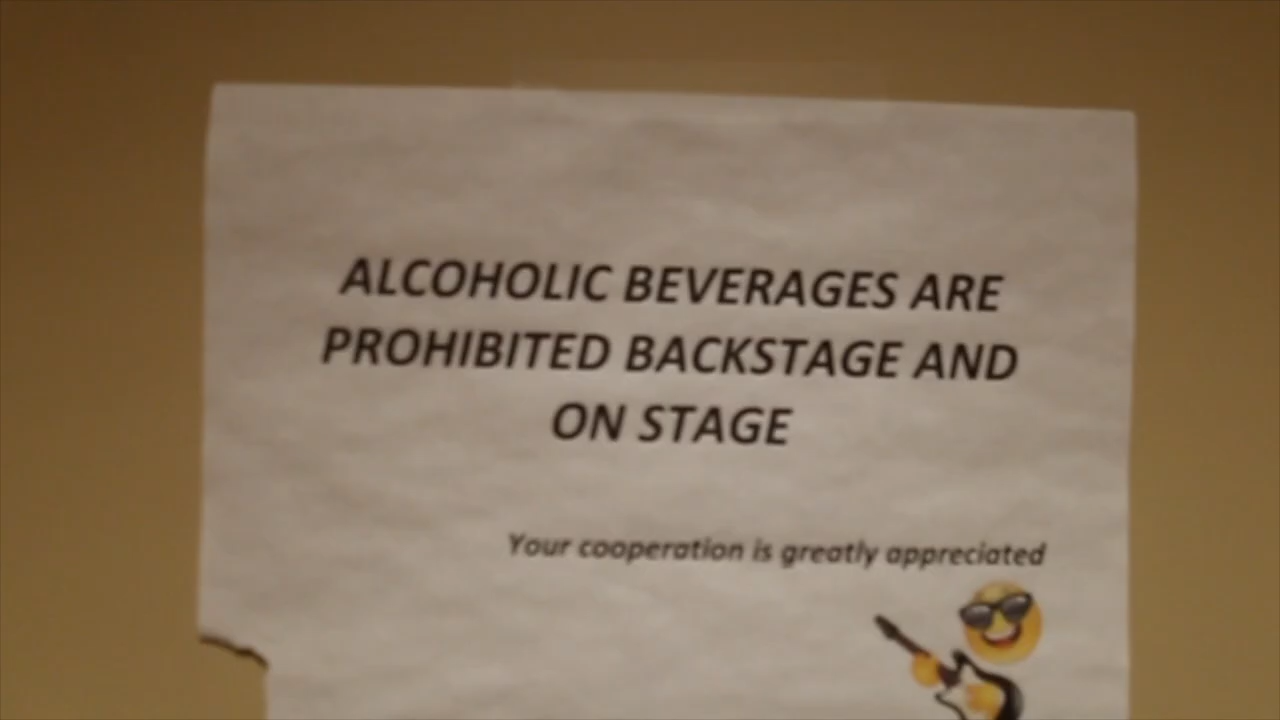 ALCOHOLIC BEVERAGES ARE
PROHIBITED BACKSTAGE AND
ON STAGE
Your cooperation is greatly appreciated